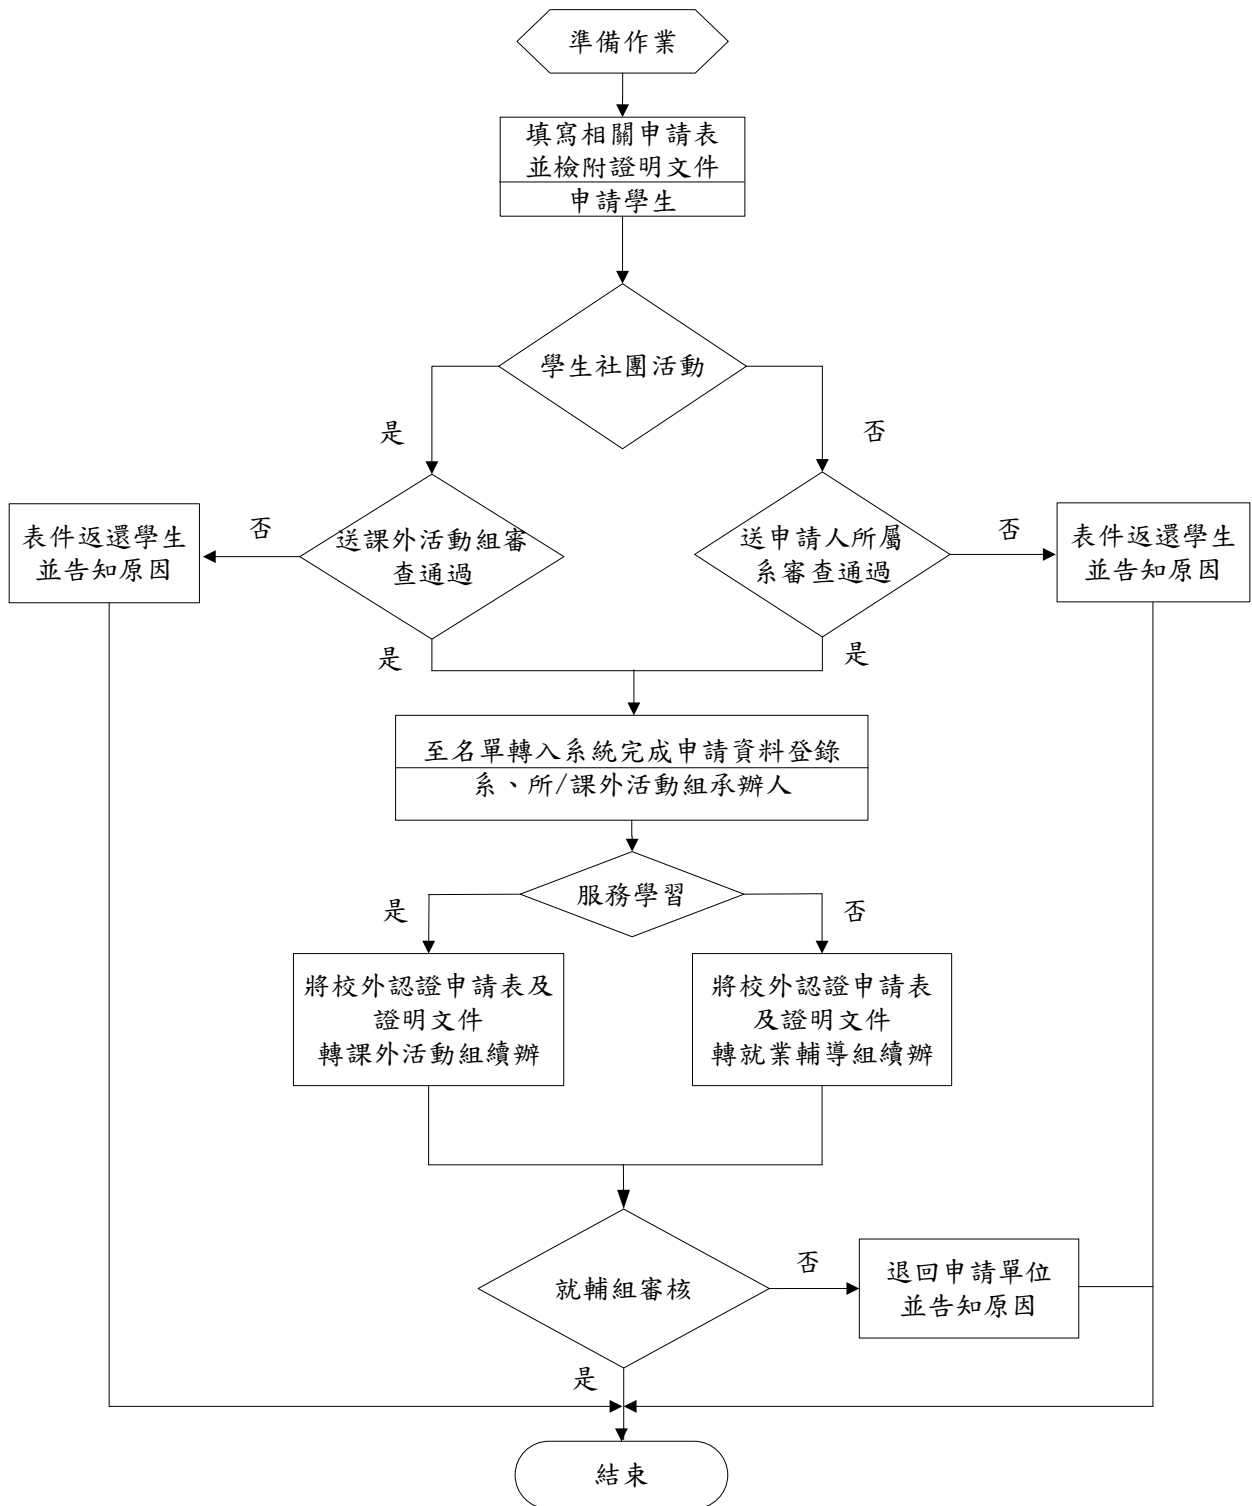 準備作業
填寫相關申請表
並檢附證明文件
申請學生
學生社團活動
是
否
送課外活動組審
查通過
否
表件返還學生
並告知原因
送申請人所屬
系審查通過
否
表件返還學生
並告知原因
是
是
至名單轉入系統完成申請資料登錄
系、所/課外活動組承辦人
服務學習
是
否
將校外認證申請表及
證明文件
轉課外活動組續辦
將校外認證申請表
及證明文件
轉就業輔導組續辦
就輔組審核
否
退回申請單位
並告知原因
是
結束